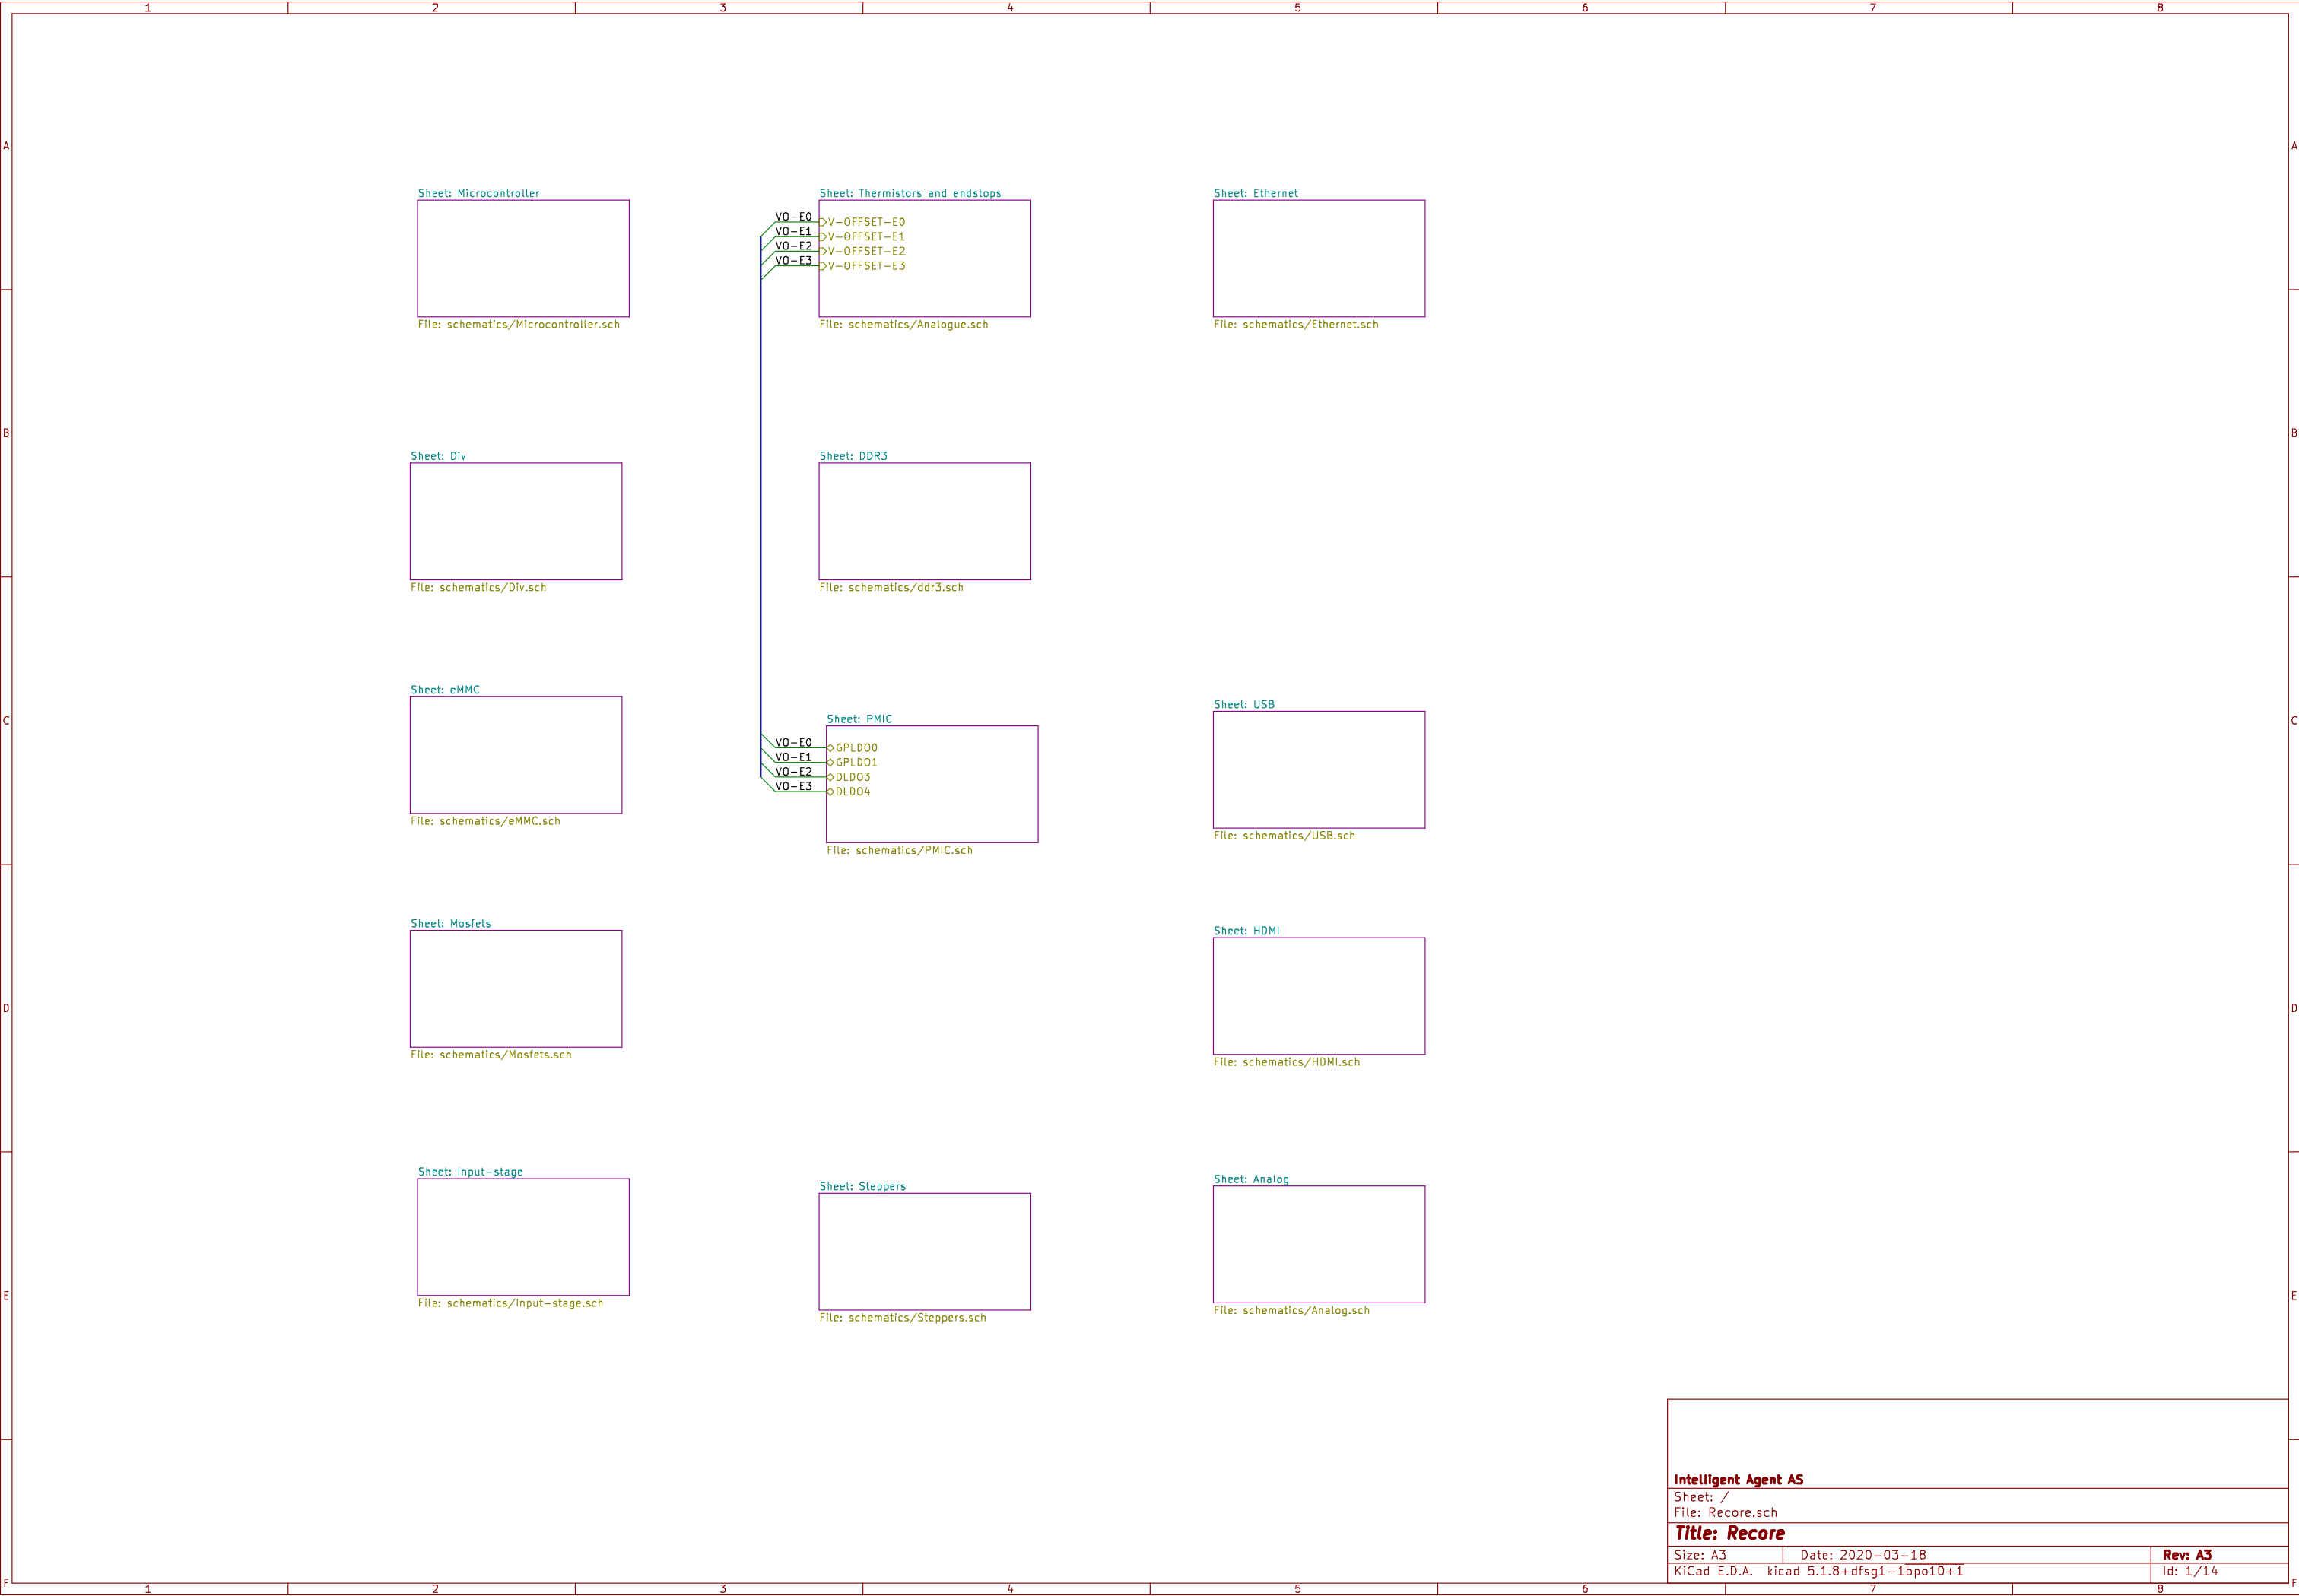 1 2 3 4 5 6 7 8
A A
Sheet: Microcontroller
File: schematics/Microcontroller.sch
Sheet: Thermistors and endstops
VO-E0 V-OFFSET-E0
VO-E1 V-OFFSET-E1
VO-E2 V-OFFSET-E2
VO-E3 V-OFFSET-E3
File: schematics/Analogue.sch
Sheet: Ethernet
File: schematics/Ethernet.sch
B B
Sheet: Div
File: schematics/Div.sch
Sheet: DDR3
File: schematics/ddr3.sch
C C
Sheet: eMMC
File: schematics/eMMC.sch
Sheet: PMIC
VO-E0 GPLDO0
VO-E1 GPLDO1
VO-E2 DLDO3
VO-E3 DLDO4
File: schematics/PMIC.sch
Sheet: USB
File: schematics/USB.sch
D D
Sheet: Mosfets
File: schematics/Mosfets.sch
Sheet: HDMI
File: schematics/HDMI.sch
E E
Sheet: Input-stage
File: schematics/Input-stage.sch
Sheet: Steppers
File: schematics/Steppers.sch
Sheet: Analog
File: schematics/Analog.sch
Intelligent Agent AS
Sheet: /
File: Recore.sch
Title: Recore
Size: A3 Date: 2020-03-18 Rev: A3
KiCad E.D.A. kicad 5.1.8+dfsg1-1bpo10+1 Id: 1/14
F F
1 2 3 4 5 6 7 8